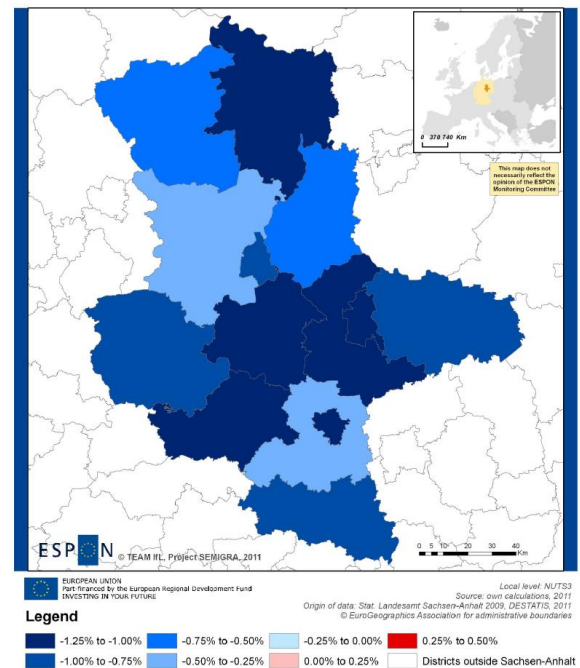 0 370 740 Km
This map does not
necessarily reflect the
opinion of the ESPON
Monitoring Committee
ESPON
© TEAM IfL, Project SEMIGRA, 2011
0 5 10 20 30 40
Km
EUROPEAN UNION
Part-financed by the European Regional Development Fund
INVESTING IN YOUR FUTURE
Local level: NUTS3
Source: own calculations, 2011
Origin of data: Stat. Landesamt Sachsen-Anhalt 2009, DESTATIS, 2011
© EuroGeographics Association for administrative boundaries
Legend
-1.25% to -1.00% -0.75% to -0.50% -0.25% to 0.00% 0.25% to 0.50%
-1.00% to -0.75% -0.50% to -0.25% 0.00% to 0.25% Districts outside Sachsen-Anhalt